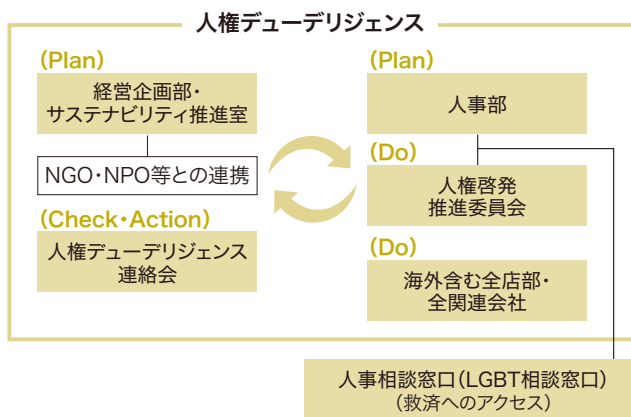 人権デューデリジェンス
(Plan)
経営企画部・
サステナビリティ推進室
NGO・NPO等との連携
(Check・Action)
人権デューデリジェンス
連絡会
(Plan)
人事部
(Do)
人権啓発
推進委員会
(Do)
海外含む全店部・
全関連会社
人事相談窓口(LGBT相談窓口)
(救済へのアクセス)